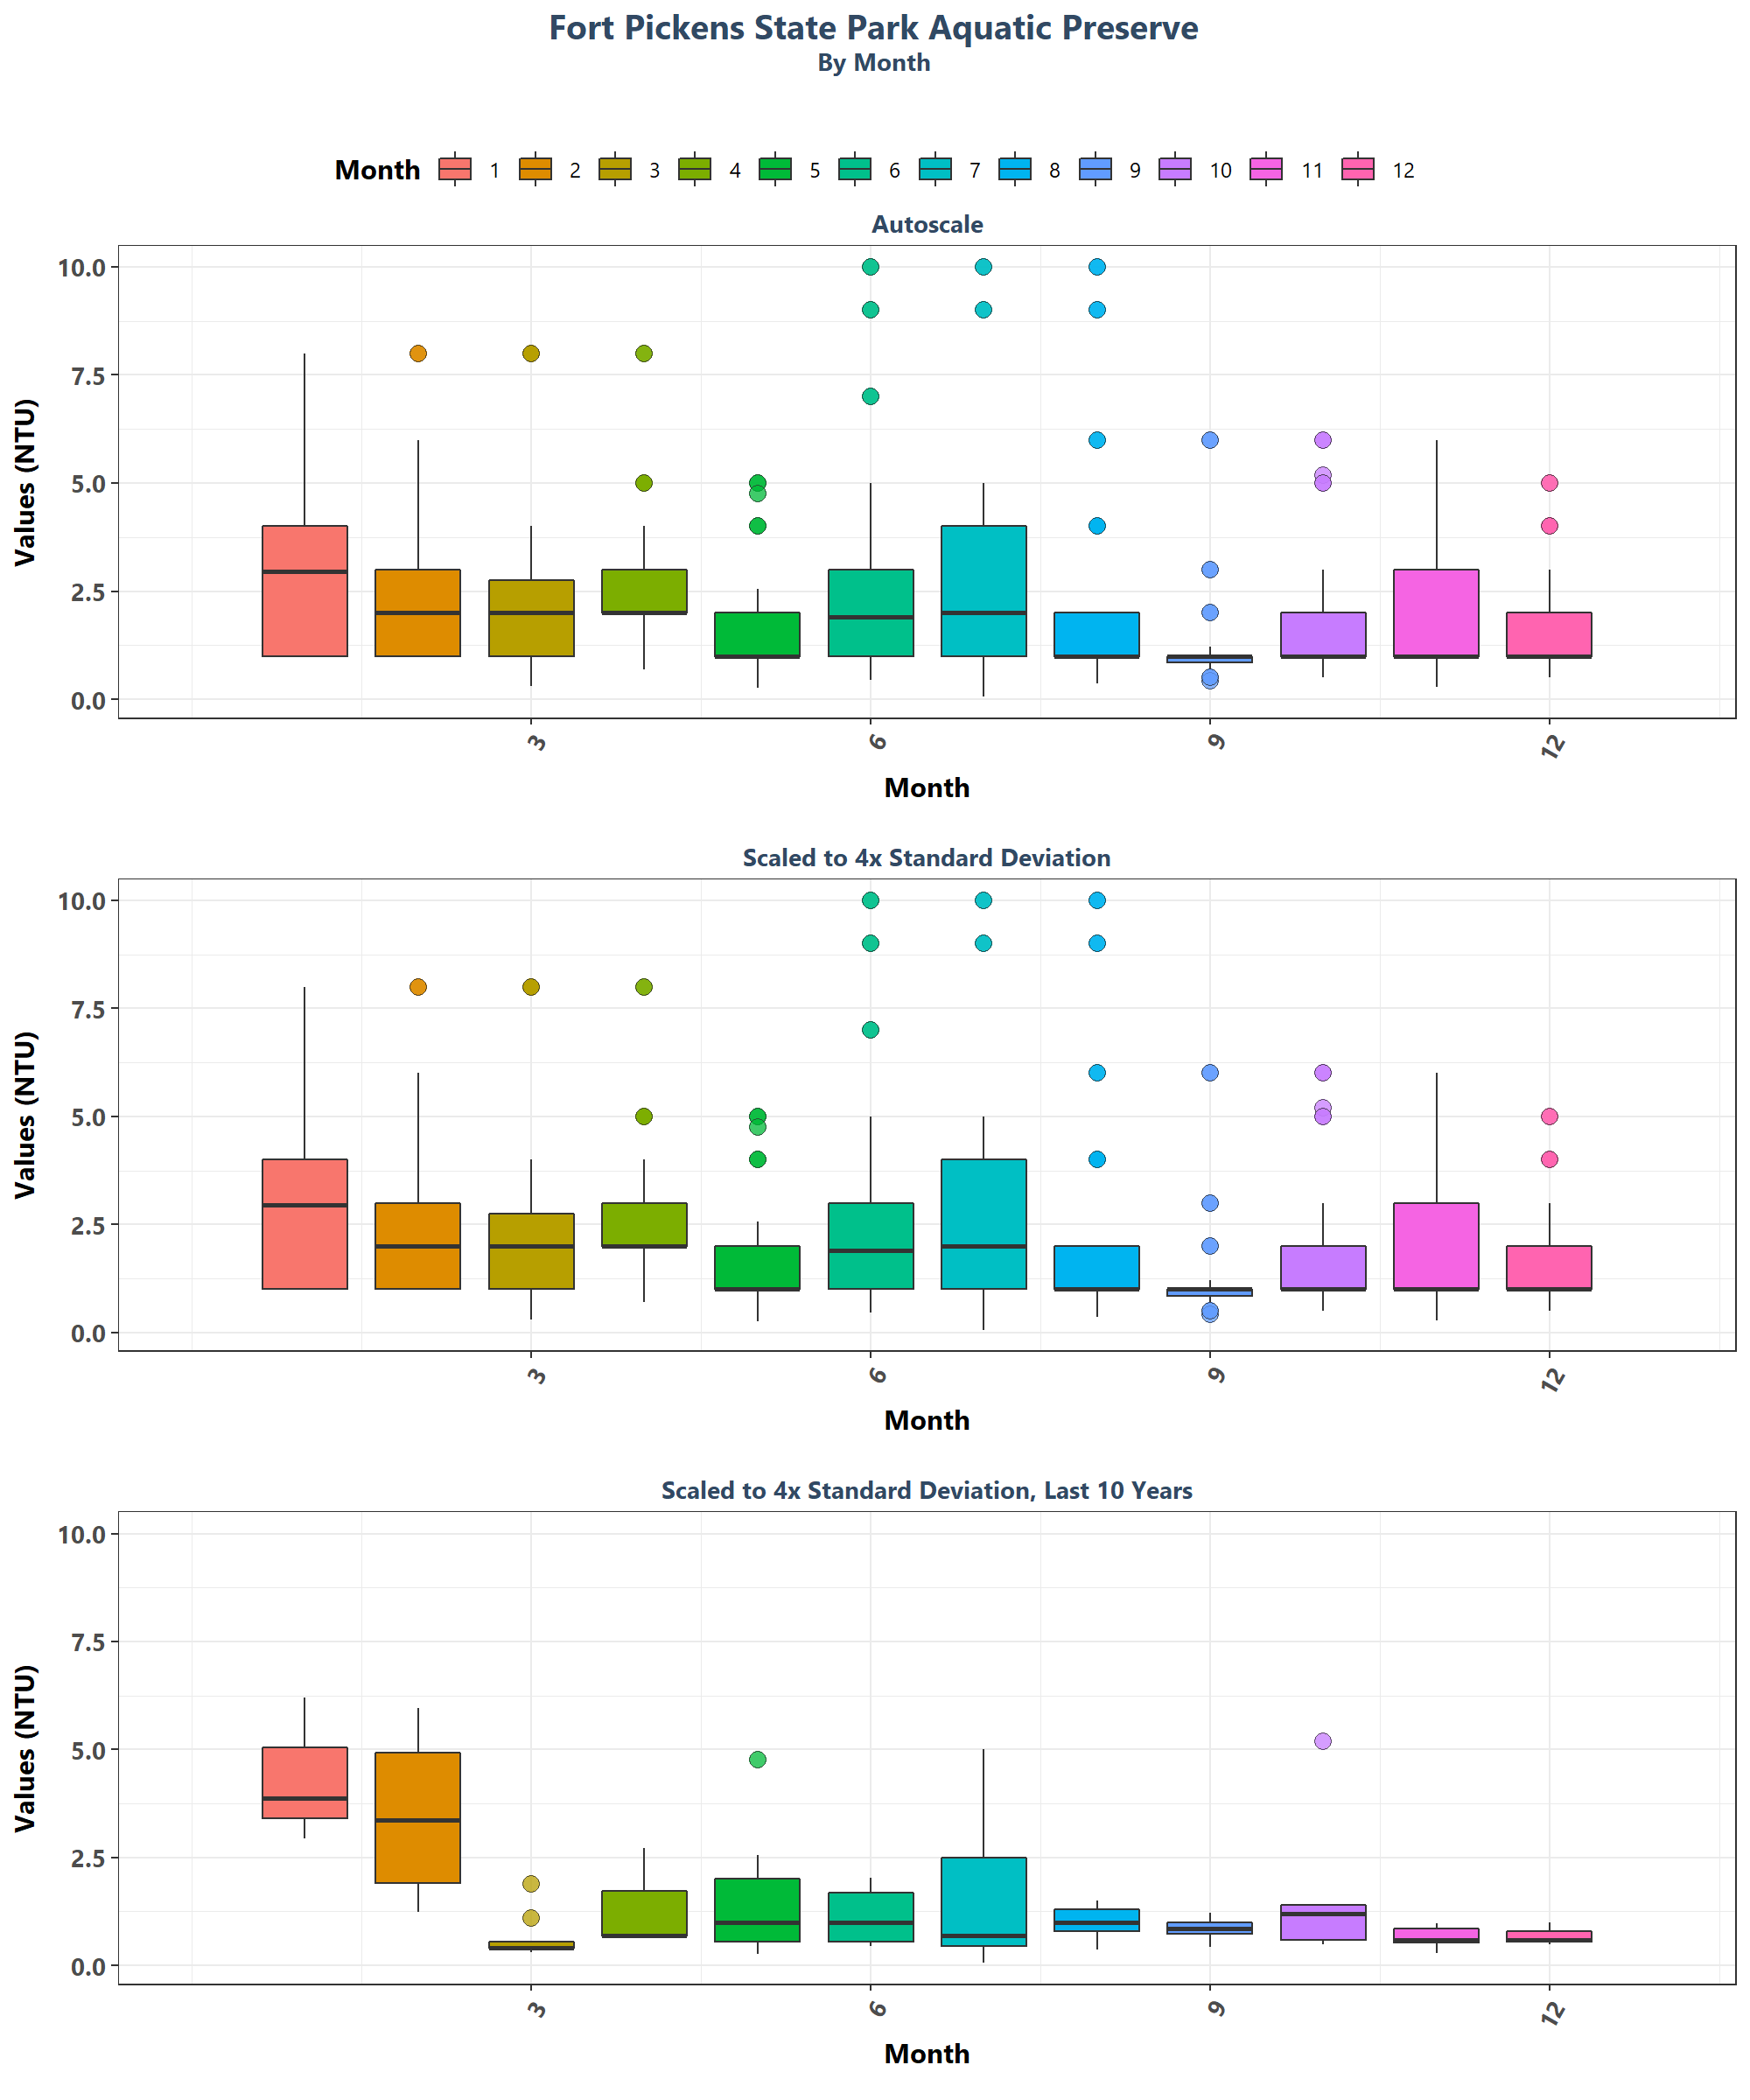 Fort Pickens State Park Aquatic Preserve
By Month
Month 1 2 3 4 5 6 7 8 9 10 11 12
Autoscale
Values (NTU)
10.0
7.5
5.0
2.5
0.0
3 6 9 12
Month
Scaled to 4x Standard Deviation
Values (NTU)
10.0
7.5
5.0
2.5
0.0
3 6 9 12
Month
Scaled to 4x Standard Deviation, Last 10 Years
Values (NTU)
10.0
7.5
5.0
2.5
0.0
3 6 9 12
Month